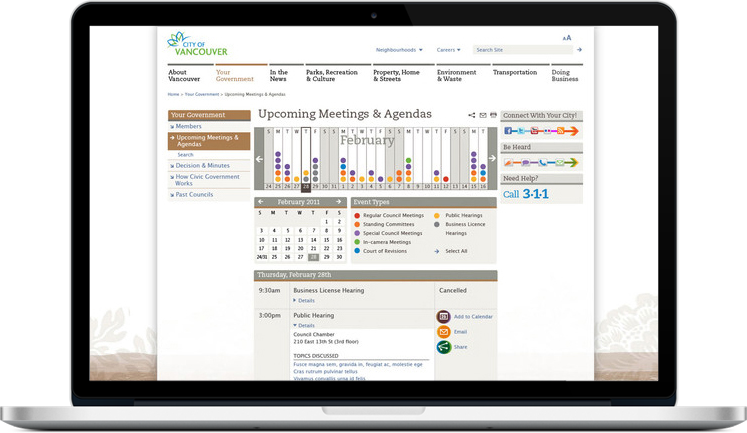 CITY OF
VANCOUVER
AA
Neighbourhoods
Careers
Search Site
About Vancouver
Your Government
In the News
Parks, Recreation & Culture
Property, Home & Streets
Environment & Waste
Transportation
Doing Business
Home > Your Government > Upcoming Meetings & Agendas
Your Government
Members
Upcoming Meetings & Agendas
Search
Decision & Minutes
How Civic Government Works
Past Councils
Upcoming Meetings & Agendas
S M T W T F S S M T W T F S S M T W T F S S M T
February
24 25 26 27 28 29 30 31 1 2 3 4 5 6 7 8 9 10 11 12 13 14 15 16
February 2011
S M T W T F S
1 2
3 4 5 6 7 8 9
10 11 12 13 14 15 16
17 18 19 20 21 22 23
24/31 25 26 27 28 29 30
Event Types
Regular Council Meetings
Standing Committees
Special Council Meetings
In-camera Meetings
Court of Revisions
Public Hearings
Business Licence
Hearings
Select All
Thursday, February 28th
9:30am Business License Hearing Cancelled
Details
3:00pm Public Hearing
Details
Council Chamber
210 East 13th St (3rd floor)
TOPICS DISCUSSED
Fusce magna sem, gravida in, feugiat ac, molestie ege
Cras rutrum pulvinar tellus
Vivamus convallis urna id felis
Add to Calendar
Email
Share
Connect With Your City!
Be Heard
Need Help?
Call 3·1·1